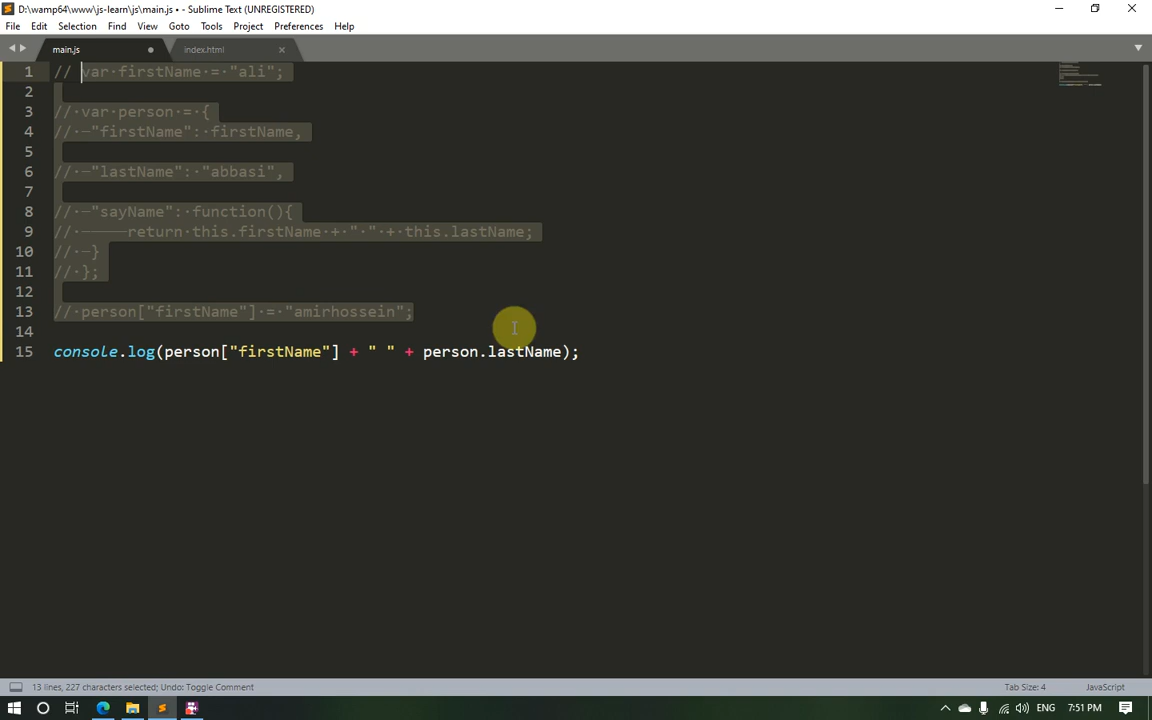 D:\wamp64\www\js-learn\js\main.js • - Sublime Text (UNREGISTERED)
File Edit Selection Find View Goto Tools Project Preferences Help
main.js index.html
1 // var firstName = "ali";
2
3 // var person = {
4 // "firstName": firstName,
5
6 // "lastName": "abbasi",
7
8 // "sayName": function(){
9 // return this.firstName + " " + this.lastName;
10 // }
11 // };
12
13 // person["firstName"] = "amirhossein";
14
15 console.log(person["firstName"] + " " + person.lastName);
13 lines, 227 characters selected; Undo: Toggle Comment Tab Size: 4 JavaScript
ENG 7:51 PM